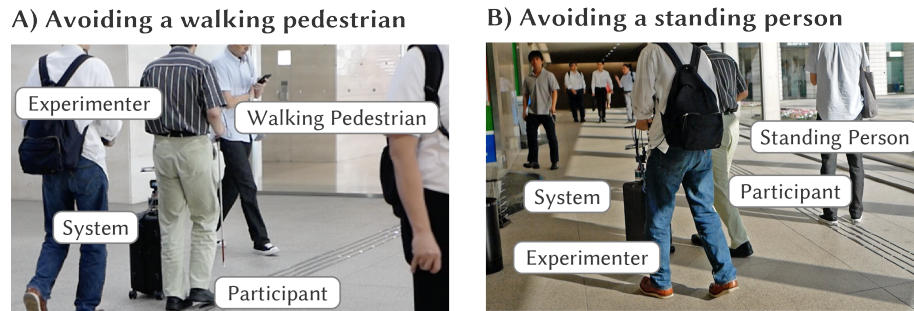 A) Avoiding a walking pedestrian
Experimenter
Walking Pedestrian
System
Participant
B) Avoiding a standing person
Standing Person
System
Participant
Experimenter